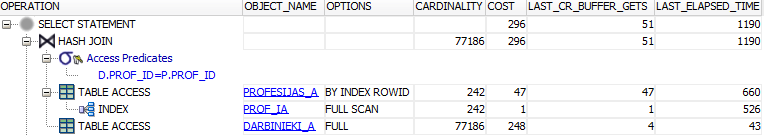 OPERATION OBJECT_NAME OPTIONS CARDINALITY COST LAST_CR_BUFFER_GETS LAST_ELAPSED_TIME
SELECT STATEMENT 296 51 1190
HASH JOIN 77186 296 51 1190
Access Predicates
D.PROF_ID=P.PROF_ID
TABLE ACCESS PROFESIJAS_A BY INDEX ROWID 242 47 47 660
INDEX PROF_IA FULL SCAN 242 1 1 526
TABLE ACCESS DARBINIEKI_A FULL 77186 248 4 43